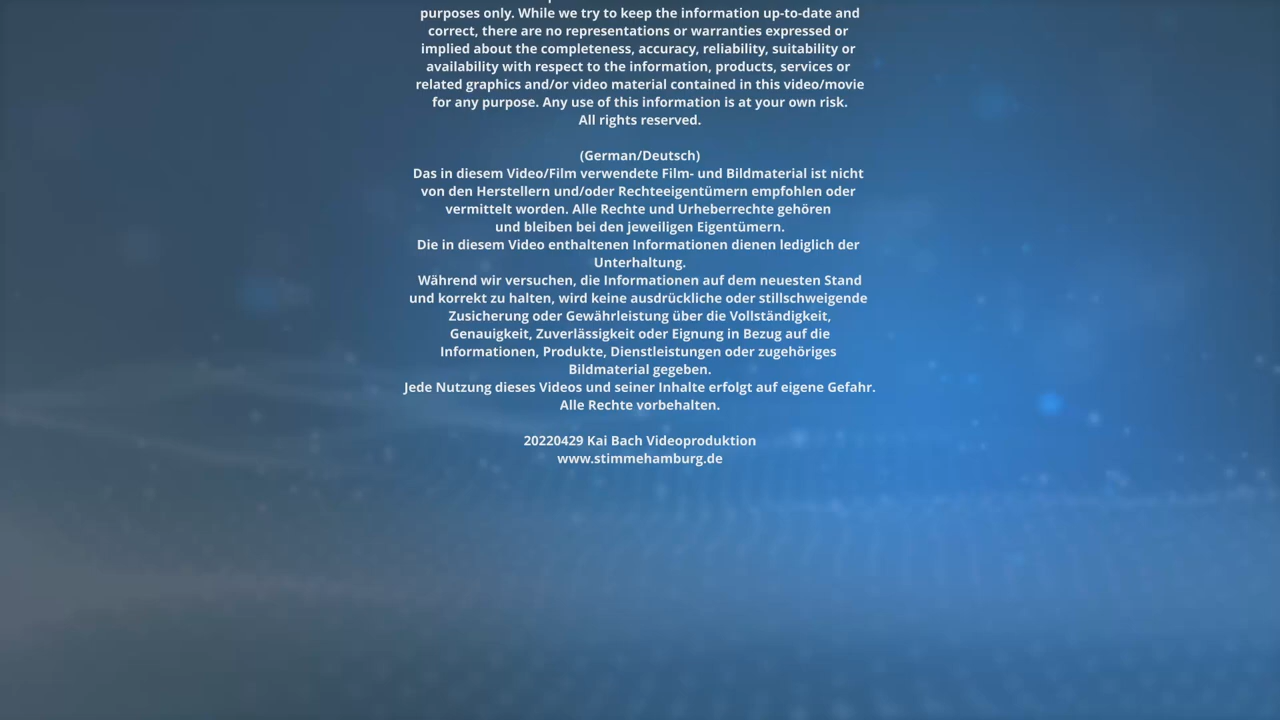 purposes only. While we try to keep the information up-to-date and
correct, there are no representations or warranties expressed or
implied about the completeness, accuracy, reliability, suitability or
availability with respect to the information, products, services or
related graphics and/or video material contained in this video/movie
for any purpose. Any use of this information is at your own risk.
All rights reserved.
(German/Deutsch)
Das in diesem Video/Film verwendete Film- und Bildmaterial ist nicht
von den Herstellern und/oder Rechteeigentümern empfohlen oder
vermittelt worden. Alle Rechte und Urheberrechte gehören
und bleiben bei den jeweiligen Eigentümern.
Die in diesem Video enthaltenen Informationen dienen lediglich der
Unterhaltung.
Während wir versuchen, die Informationen auf dem neuesten Stand
und korrekt zu halten, wird keine ausdrückliche oder stillschweigende
Zusicherung oder Gewährleistung über die Vollständigkeit,
Genauigkeit, Zuverlässigkeit oder Eignung in Bezug auf die
Informationen, Produkte, Dienstleistungen oder zugehöriges
Bildmaterial gegeben.
Jede Nutzung dieses Videos und seiner Inhalte erfolgt auf eigene Gefahr.
Alle Rechte vorbehalten.
20220429 Kai Bach Videoproduktion
www.stimmehamburg.de